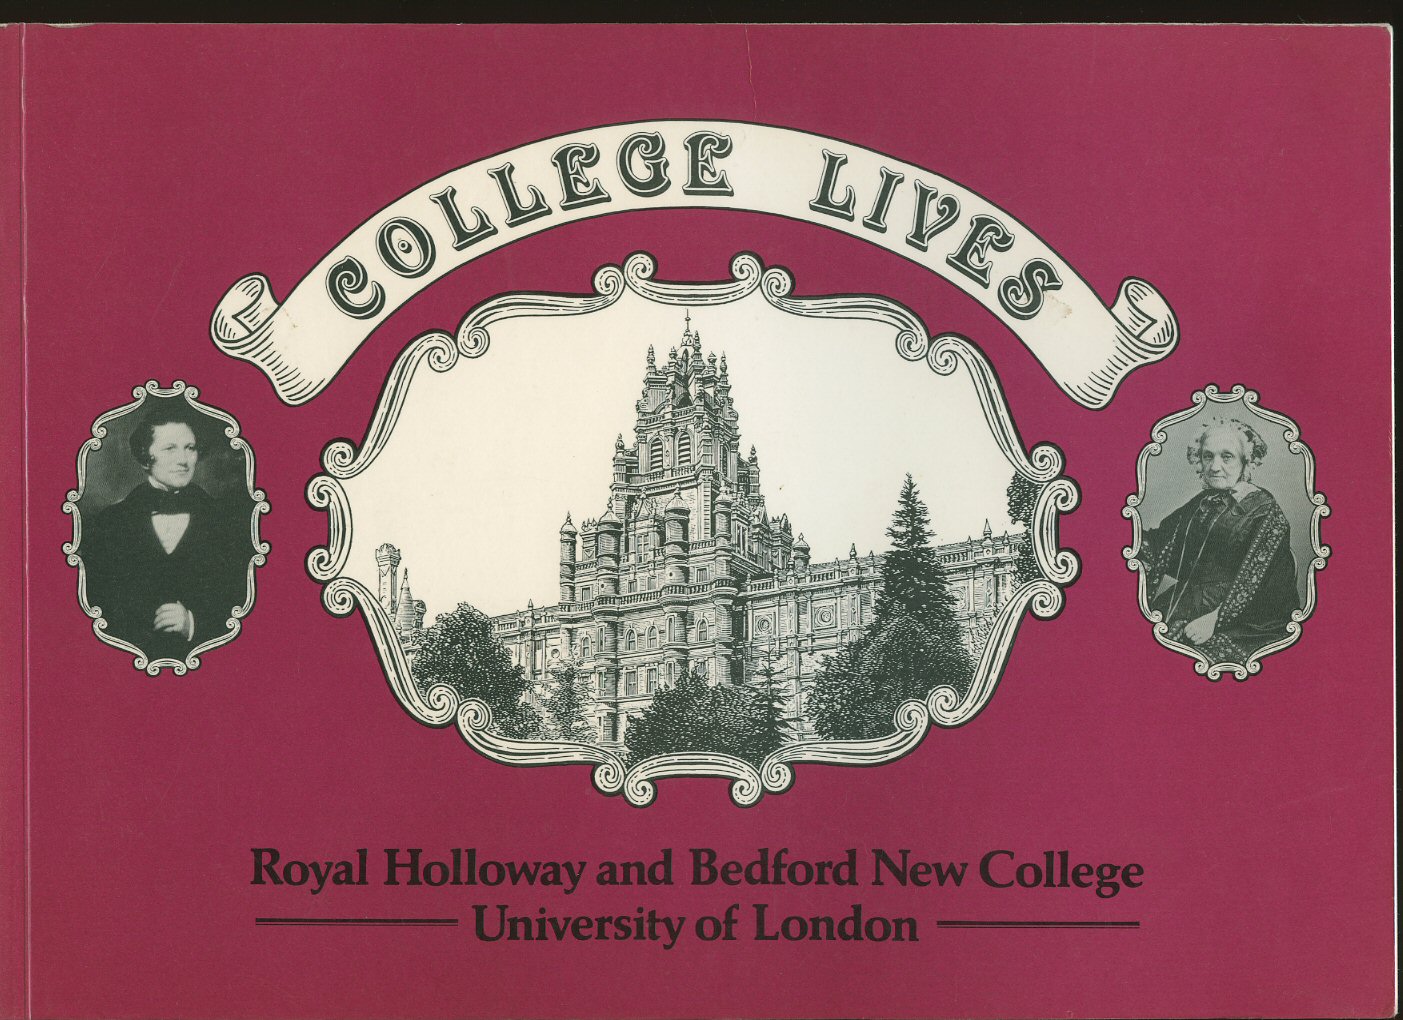 COLLEGE LIVES
Royal Holloway and Bedford New College
University of London